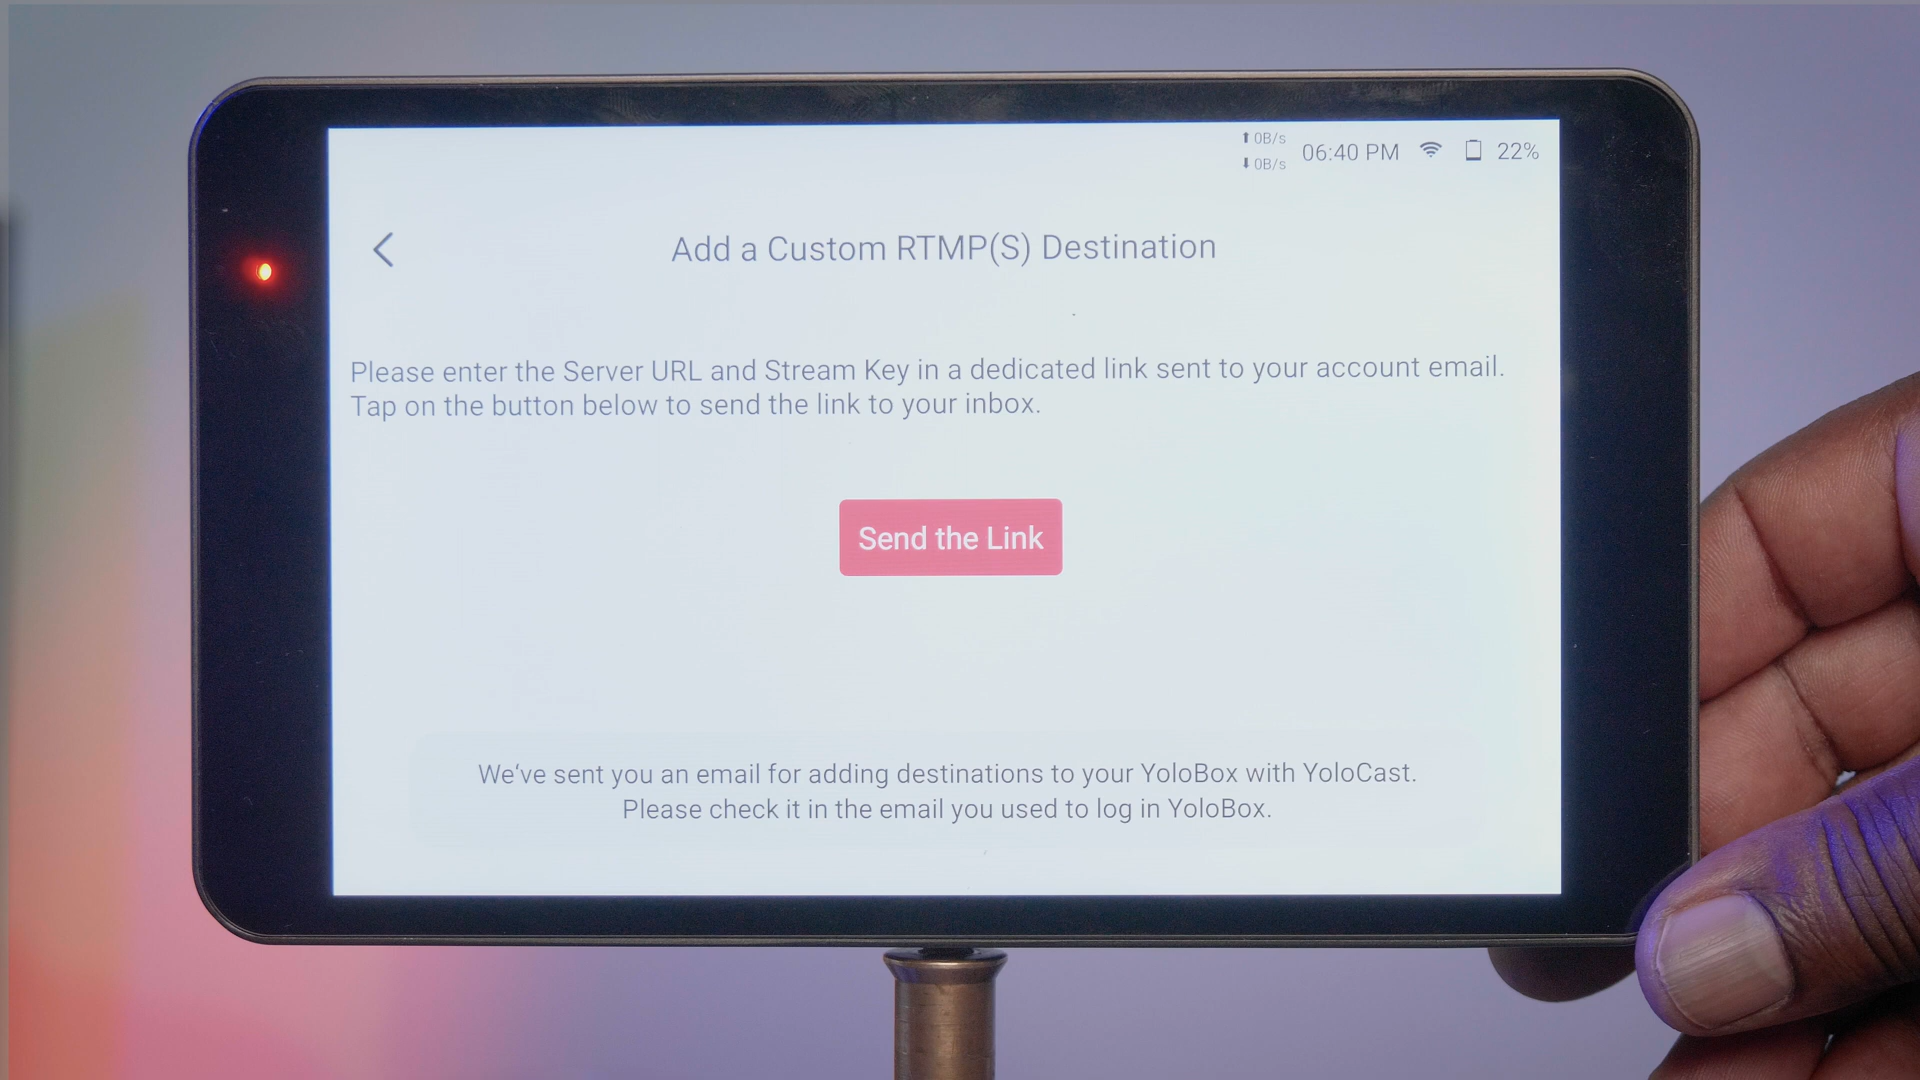 ⬆ 0B/s
⬇ 0B/s
06:40 PM
22%
Add a Custom RTMP(S) Destination
Please enter the Server URL and Stream Key in a dedicated link sent to your account email.
Tap on the button below to send the link to your inbox.
Send the Link
We've sent you an email for adding destinations to your YoloBox with YoloCast.
Please check it in the email you used to log in YoloBox.